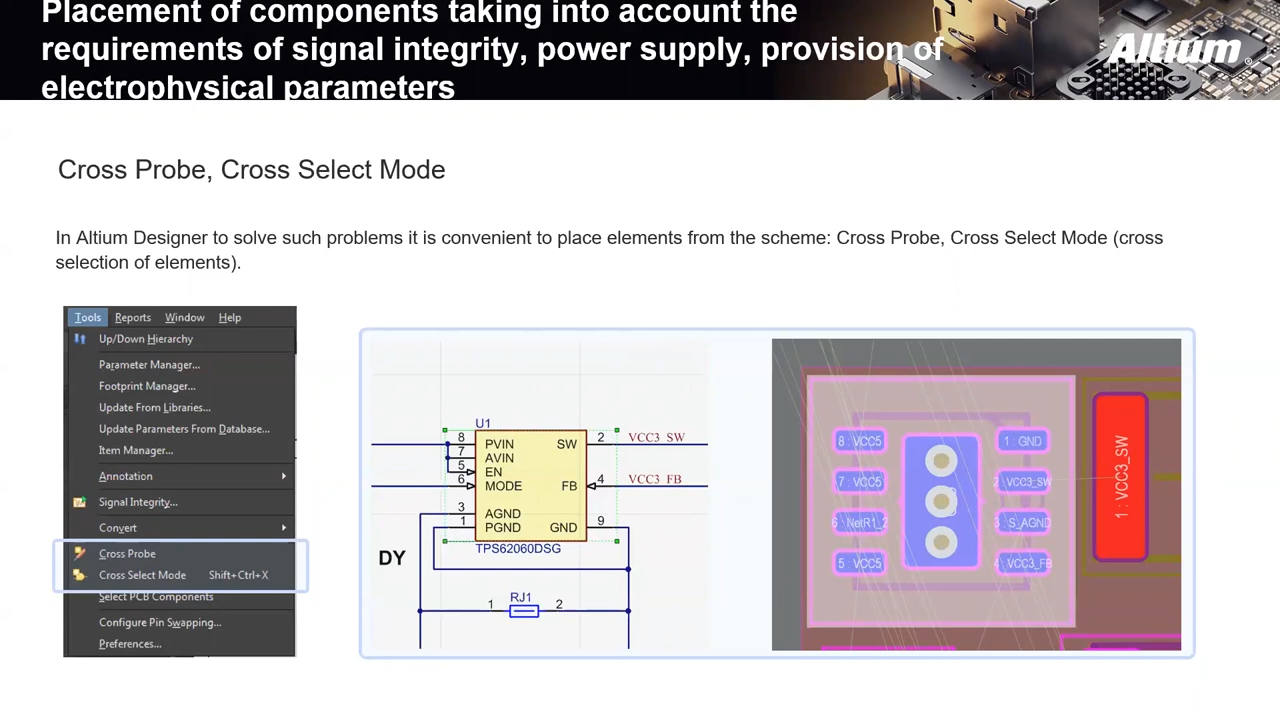 Placement of components taking into account the
requirements of signal integrity, power supply, provision of
electrophysical parameters
Altium®
Cross Probe, Cross Select Mode
In Altium Designer to solve such problems it is convenient to place elements from the scheme: Cross Probe, Cross Select Mode (cross
selection of elements).
Tools Reports Window Help
Up/Down Hierarchy
Parameter Manager...
Footprint Manager...
Update From Libraries...
Update Parameters From Database...
Item Manager...
Annotation
Signal Integrity...
Convert
Cross Probe
Cross Select Mode Shift+Ctrl+X
Select PCB Components
Configure Pin Swapping...
Preferences...
U1
8 PVIN SW 2 VCC3_SW
7 AVIN
5 EN
6 MODE FB 4 VCC3_FB
3 AGND
1 PGND GND 9
TPS62060DSG
DY
RJ1
1 2
8 : VCC5
7 : VCC5
6 : NetR1_2
5 : VCC5
1 : GND
2 : VCC3_SW
3 : S_AGND
4 : VCC3_FB
1 : VCC3_SW